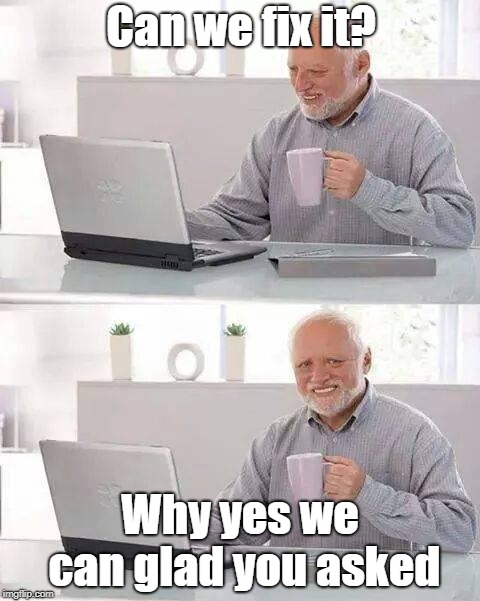 Can we fix it?
Why yes we
can glad you asked
imgflip.com